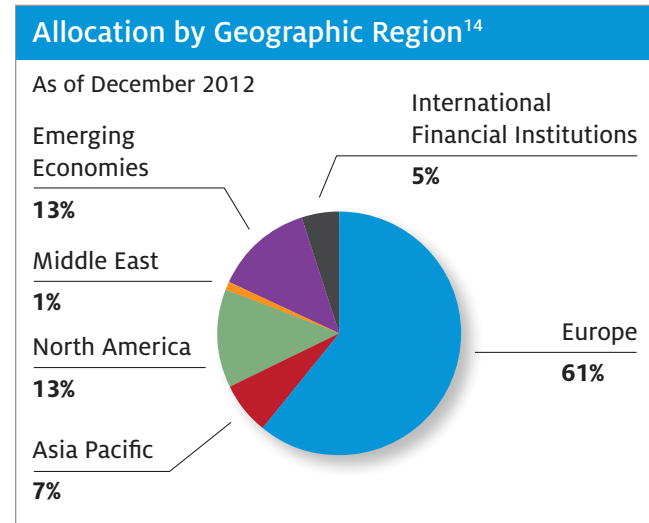 Allocation by Geographic Region14
As of December 2012
International
Financial Institutions
5%
Emerging
Economies
13%
Middle East
1%
North America
13%
Europe
61%
Asia Pacific
7%